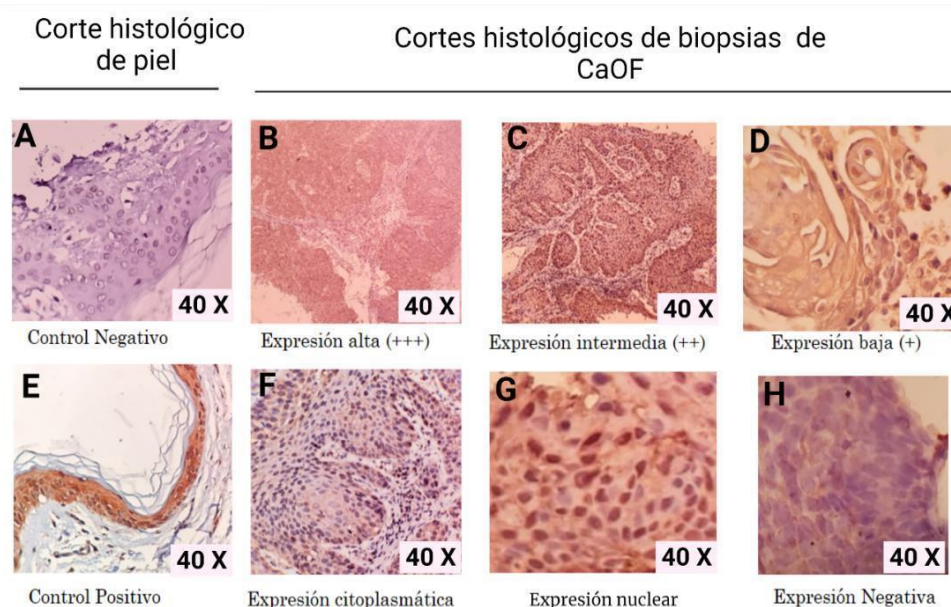 Corte histológico
de piel
Cortes histológicos de biopsias de
CaOF
A
B
C
D
40 X
40 X
40 X
40 X
Control Negativo
Expresión alta (+++)
Expresión intermedia (++)
Expresión baja (+)
E
F
G
H
40 X
40 X
40 X
40 X
Control Positivo
Expresión citoplasmática
Expresión nuclear
Expresión Negativa